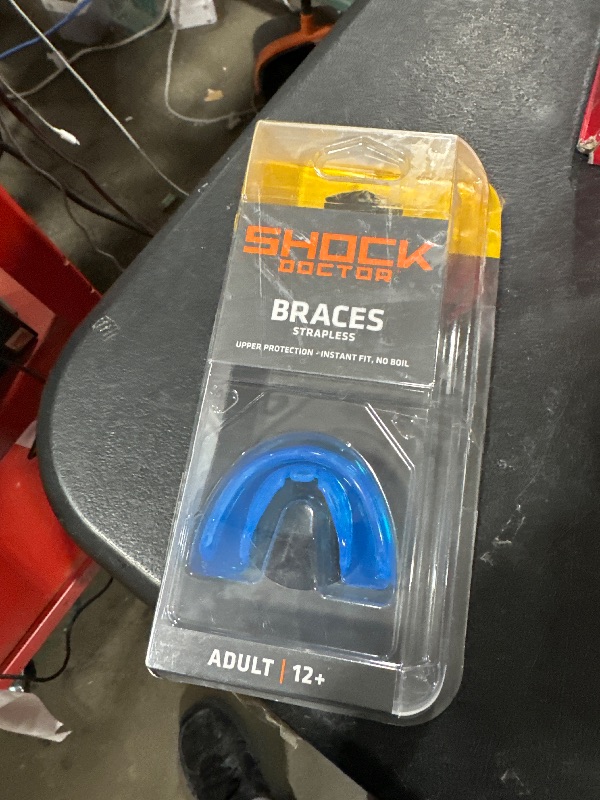 SHOCK
DOCTOR
BRACES
STRAPLESS
UPPER PROTECTION - INSTANT FIT, NO BOIL
ADULT | 12+